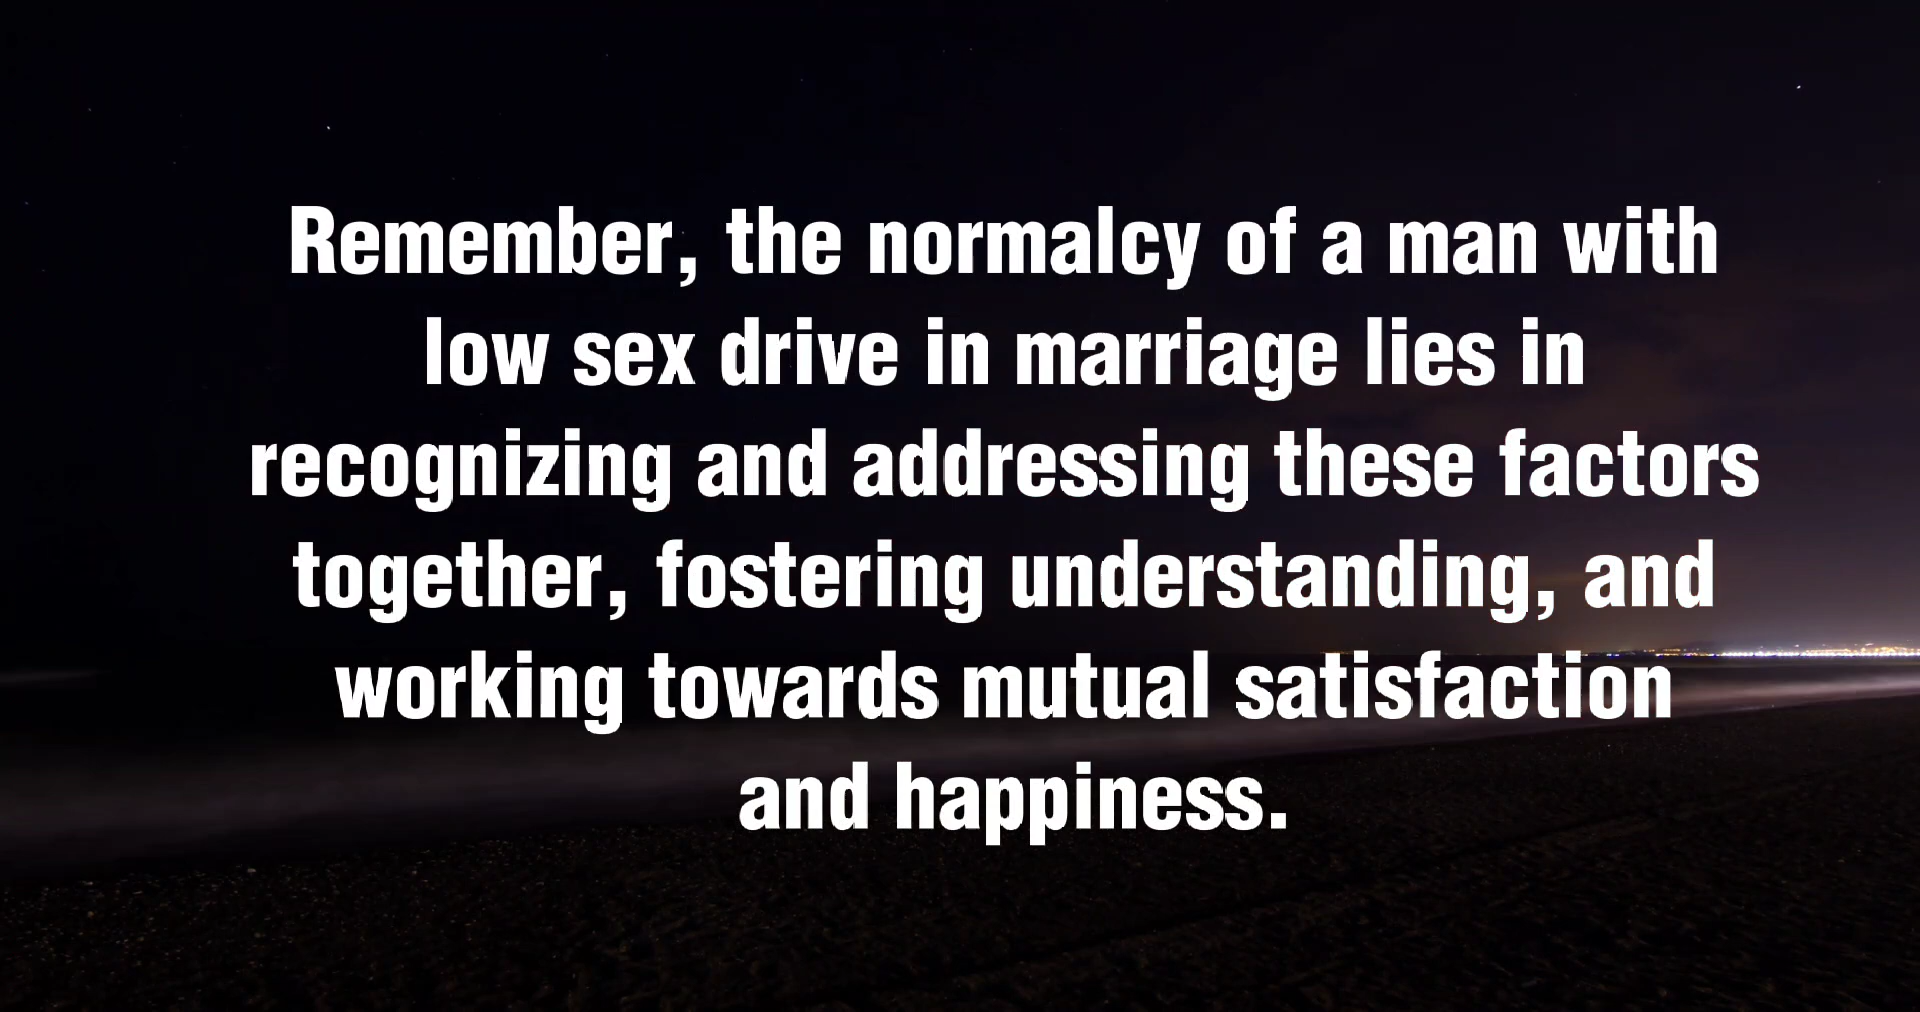 Remember, the normalcy of a man with
low sex drive in marriage lies in
recognizing and addressing these factors
together, fostering understanding, and
working towards mutual satisfaction
and happiness.